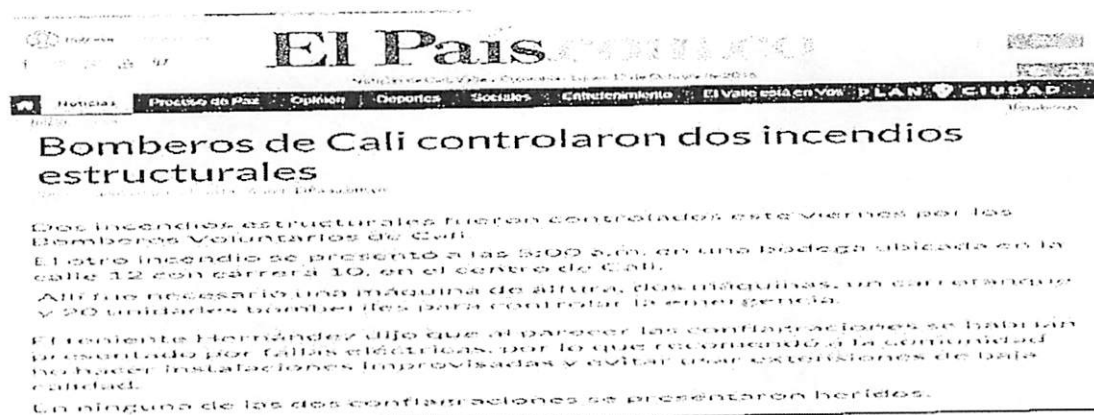 Ingresa
El País.com.co
Noticias Proceso de Paz Opinión Deportes Sociales Entretenimiento El Valle está en Vos PLAN CIUDAD
Inicio
Bomberos de Cali controlaron dos incendios
estructurales
Dos incendios estructurales fueron controlados este viernes por los
Bomberos Voluntarios de Cali.
El otro incendio se presentó a las 5:00 a.m. en una bodega ubicada en la
calle 12 con carrera 10, en el centro de Cali.
Allí fue necesario una máquina de altura, dos máquinas, un carrotanque
y 20 unidades bomberiles para controlar la emergencia.
El teniente Hernández dijo que al parecer las conflagraciones se habrían
presentado por fallas eléctricas, por lo que recomendó a la comunidad
no hacer instalaciones improvisadas y evitar usar extensiones de baja
calidad.
En ninguna de las dos conflagraciones se presentaron heridos.